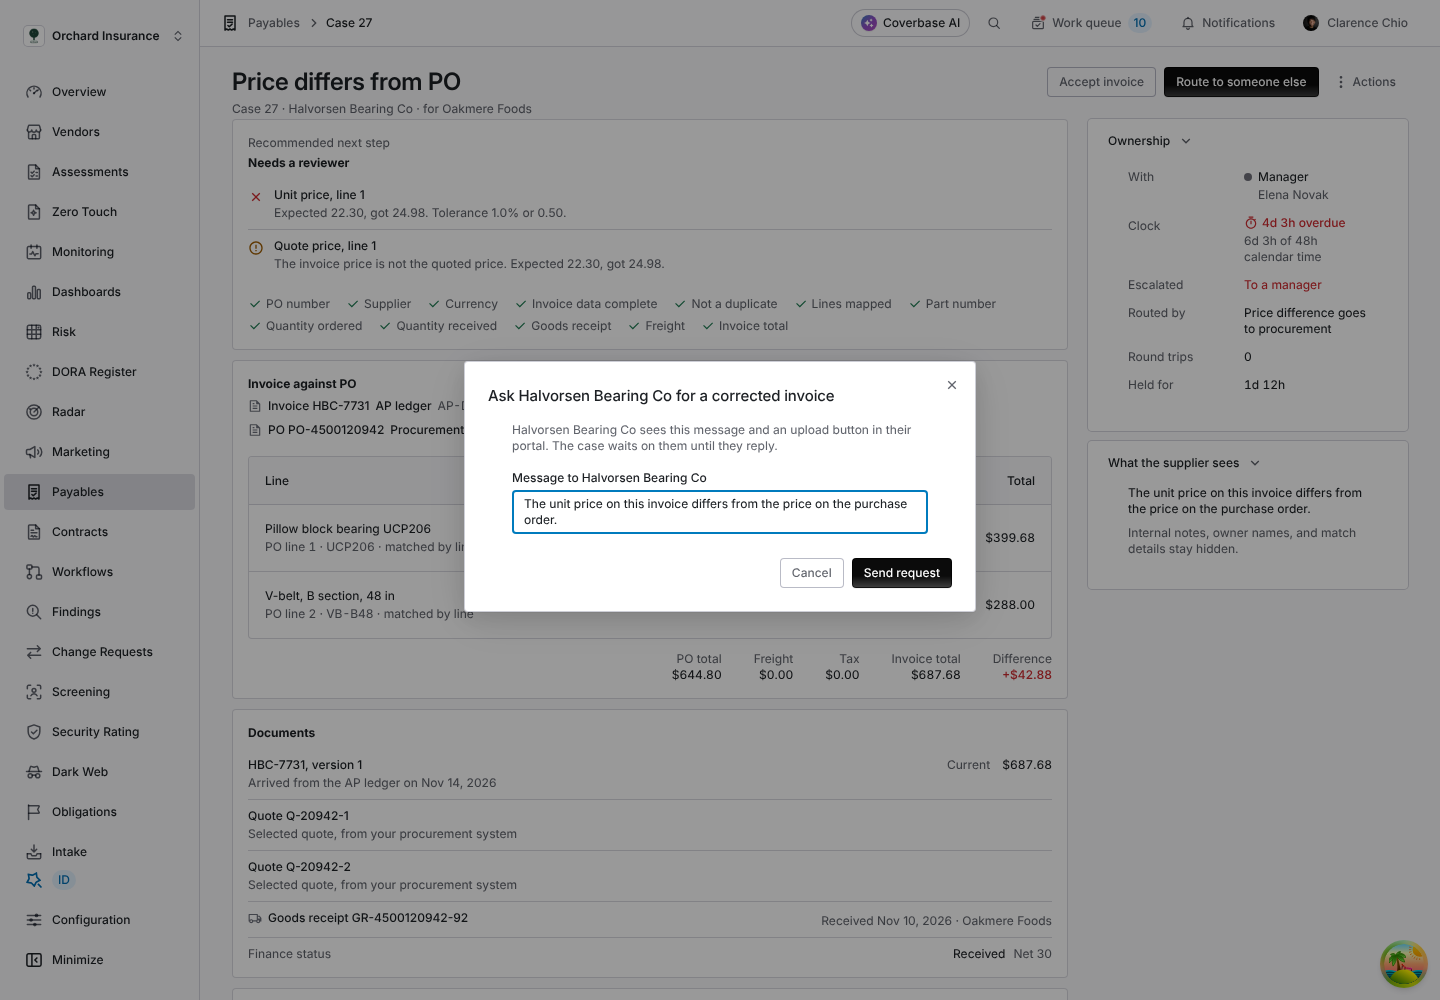 Orchard Insurance
Payables > Case 27
Coverbase AI
Work queue 10
Notifications
Clarence Chio
Overview
Vendors
Assessments
Zero Touch
Monitoring
Dashboards
Risk
DORA Register
Radar
Marketing
Payables
Contracts
Workflows
Findings
Change Requests
Screening
Security Rating
Dark Web
Obligations
Intake
ID
Configuration
Minimize
Price differs from PO
Case 27 · Halvorsen Bearing Co · for Oakmere Foods
Accept invoice
Route to someone else
Actions
Recommended next step
Needs a reviewer
Unit price, line 1
Expected 22.30, got 24.98. Tolerance 1.0% or 0.50.
Quote price, line 1
The invoice price is not the quoted price. Expected 22.30, got 24.98.
PO number Supplier Currency Invoice data complete Not a duplicate Lines mapped Part number
Quantity ordered Quantity received Goods receipt Freight Invoice total
Invoice against PO
Invoice HBC-7731 AP ledger AP-
PO PO-4500120942 Procurement
Line Total
Pillow block bearing UCP206
PO line 1 · UCP206 · matched by
$399.68
V-belt, B section, 48 in
PO line 2 · VB-B48 · matched by line
$288.00
PO total Freight Tax Invoice total Difference
$644.80 $0.00 $0.00 $687.68 +$42.88
Documents
HBC-7731, version 1
Arrived from the AP ledger on Nov 14, 2026
Current $687.68
Quote Q-20942-1
Selected quote, from your procurement system
Quote Q-20942-2
Selected quote, from your procurement system
Goods receipt GR-4500120942-92
Received Nov 10, 2026 · Oakmere Foods
Finance status
Received Net 30
Ownership
With Manager
Elena Novak
Clock 4d 3h overdue
6d 3h of 48h
calendar time
Escalated To a manager
Routed by Price difference goes
to procurement
Round trips 0
Held for 1d 12h
What the supplier sees
The unit price on this invoice differs from
the price on the purchase order.
Internal notes, owner names, and match
details stay hidden.
Ask Halvorsen Bearing Co for a corrected invoice
Halvorsen Bearing Co sees this message and an upload button in their
portal. The case waits on them until they reply.
Message to Halvorsen Bearing Co
The unit price on this invoice differs from the price on the purchase
order.
Cancel
Send request